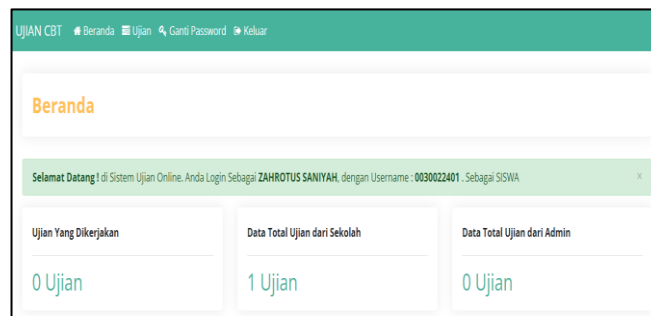 UJIAN CBT Beranda Ujian Ganti Password Keluar
Beranda
Selamat Datang ! di Sistem Ujian Online. Anda Login Sebagai ZAHROTUS SANIYAH, dengan Username : 0030022401 . Sebagai SISWA x
Ujian Yang Dikerjakan
0 Ujian
Data Total Ujian dari Sekolah
1 Ujian
Data Total Ujian dari Admin
0 Ujian